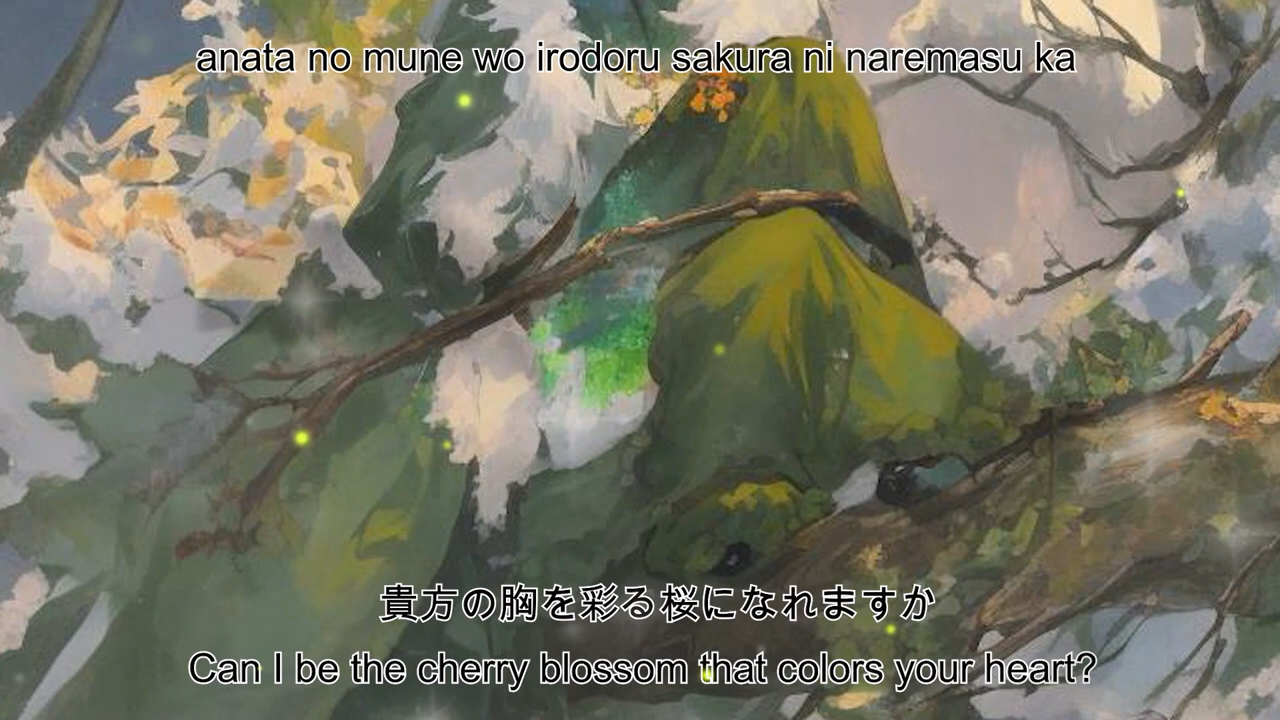 anata no mune wo irodoru sakura ni naremasu ka
貴方の胸を彩る桜になれますか
Can I be the cherry blossom that colors your heart?